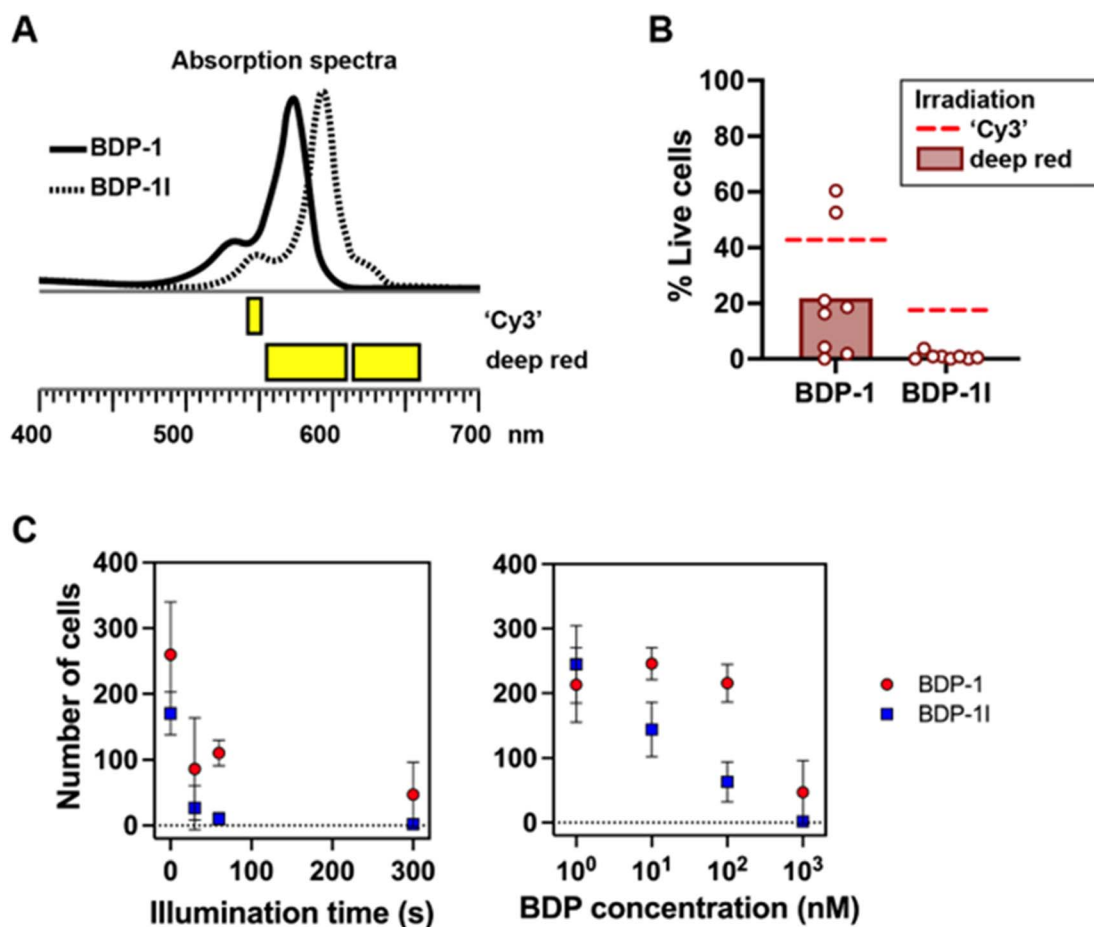 A
Absorption spectra
BDP-1
BDP-1I
'Cy3'
deep red
400 500 600 700 nm
B
% Live cells
100
80
60
40
20
0
BDP-1 BDP-1I
Irradiation
'Cy3'
deep red
C
Number of cells
400
300
200
100
0
0 100 200 300
Illumination time (s)
400
300
200
100
0
10⁰ 10¹ 10² 10³
BDP concentration (nM)
BDP-1
BDP-1I